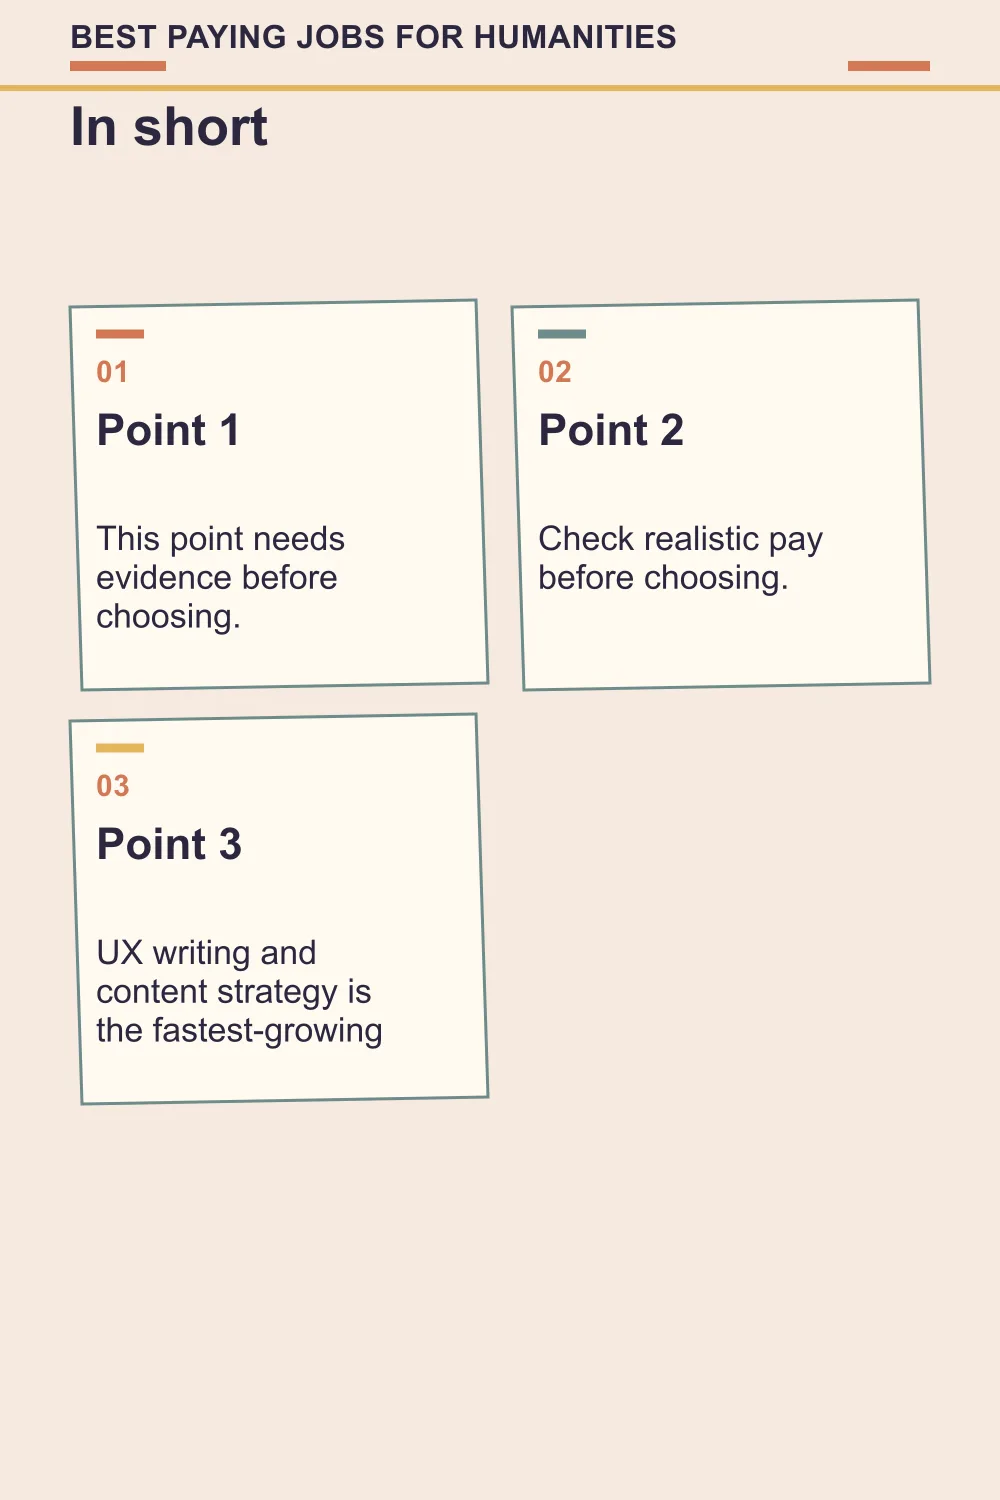 BEST PAYING JOBS FOR HUMANITIES
In short
01
Point 1
This point needs
evidence before
choosing.
02
Point 2
Check realistic pay
before choosing.
03
Point 3
UX writing and
content strategy is
the fastest-growing